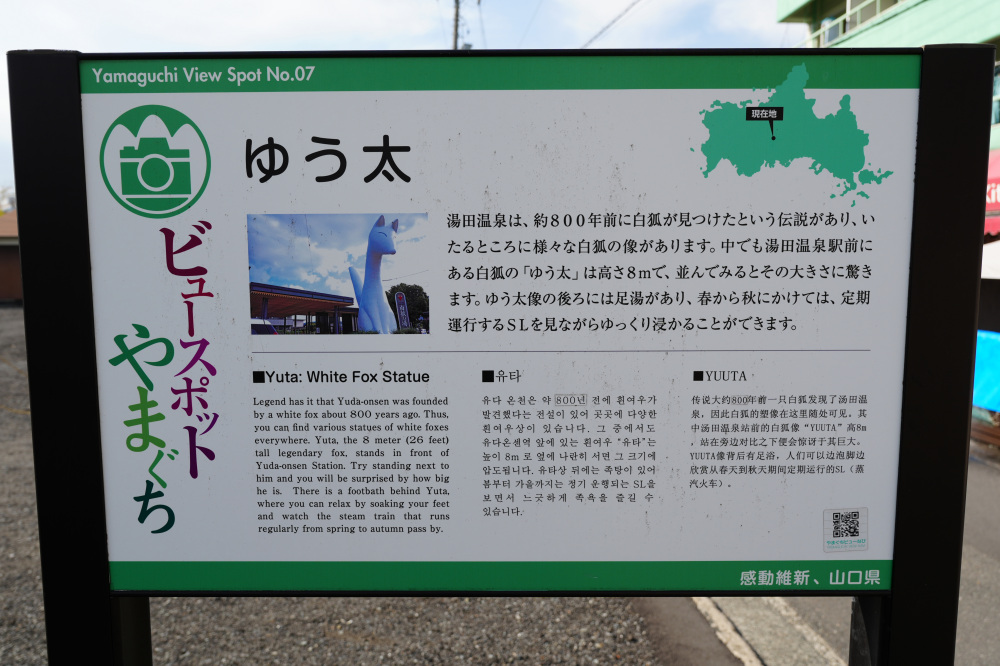 Yamaguchi View Spot No.07
現在地
ゆう太
ビュースポット
やまぐち
湯田温泉は、約800年前に白狐が見つけたという伝説があり、い
たるところに様々な白狐の像があります。中でも湯田温泉駅前に
ある白狐の「ゆう太」は高さ8mで、並んでみるとその大きさに驚き
ます。ゆう太像の後ろには足湯があり、春から秋にかけては、定期
運行するSLを見ながらゆっくり浸かることができます。
■Yuta: White Fox Statue
Legend has it that Yuda-onsen was founded
by a white fox about 800 years ago. Thus,
you can find various statues of white foxes
everywhere. Yuta, the 8 meter (26 feet)
tall legendary fox, stands in front of
Yuda-onsen Station. Try standing next to
him and you will be surprised by how big
he is. There is a footbath behind Yuta,
where you can relax by soaking your feet
and watch the steam train that runs
regularly from spring to autumn pass by.
■유타
유다 온천은 약 800년 전에 흰여우가
발견했다는 전설이 있어 곳곳에 다양한
흰여우상이 있습니다. 그 중에서도
유다온센역 앞에 있는 흰여우 "유타"는
높이 8m로 옆에 나란히 서면 그 크기에
압도됩니다. 유타상 뒤에는 족탕이 있어
봄부터 가을까지는 정기 운행되는 SL을
보면서 느긋하게 족욕을 즐길 수
있습니다.
■YUUTA
传说大约800年前一只白狐发现了汤田温
泉，因此白狐的塑像在这里随处可见。其
中汤田温泉站前的白狐像“YUUTA”高8m
，站在旁边对比之下便会惊讶于其巨大。
YUUTA像背后有足浴，人们可以边泡脚边
欣赏从春天到秋天期间定期运行的SL（蒸
汽火车）。
感動維新、山口県